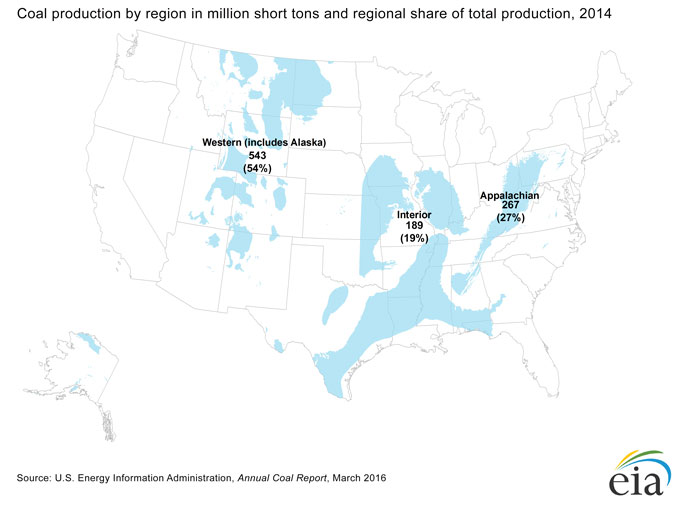 Coal production by region in million short tons and regional share of total production, 2014
Western (includes Alaska)
543
(54%)
Appalachian
267
(27%)
Interior
189
(19%)
Source: U.S. Energy Information Administration, Annual Coal Report, March 2016
eia